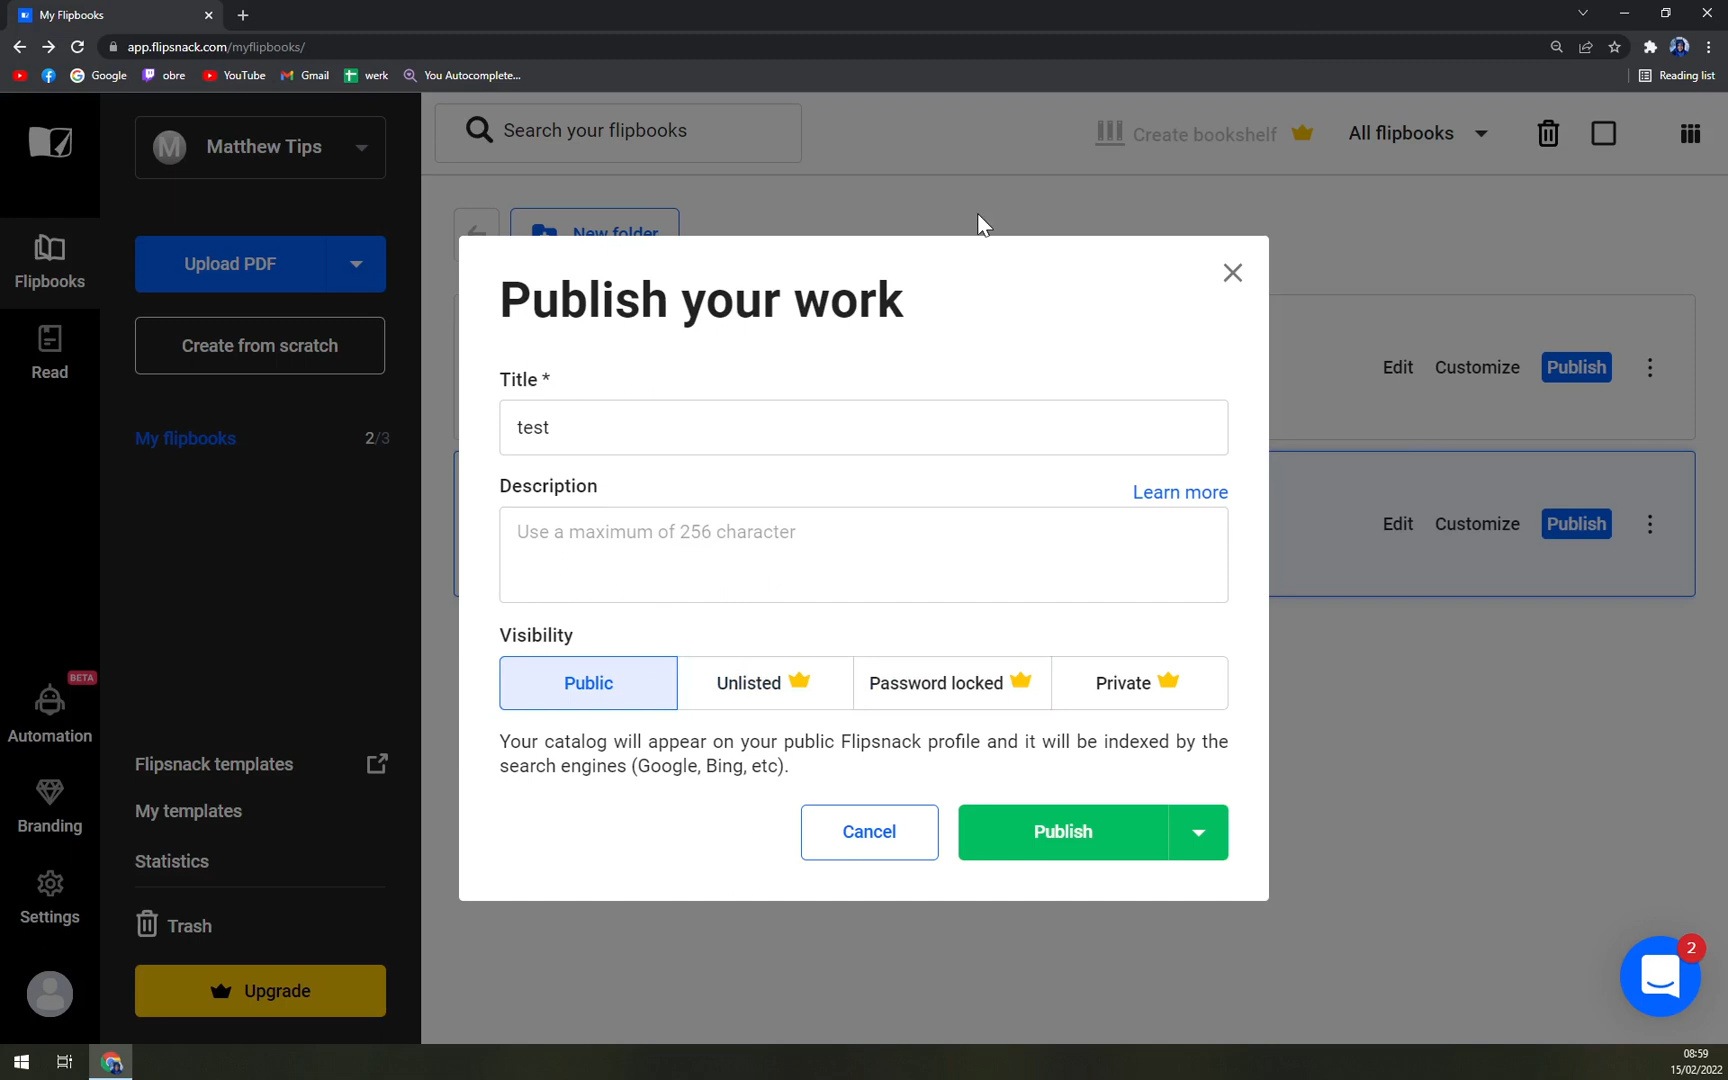 My Flipbooks
app.flipsnack.com/myflipbooks/
Google
obre
YouTube
Gmail
werk
You Autocomplete...
Reading list
M
Matthew Tips
Search your flipbooks
Create bookshelf
All flipbooks
Flipbooks
Upload PDF
New folder
Create from scratch
Read
My flipbooks
2/3
Edit
Customize
Publish
Edit
Customize
Publish
Publish your work
Title *
test
Description
Learn more
Use a maximum of 256 character
Visibility
Public
Unlisted
Password locked
Private
Your catalog will appear on your public Flipsnack profile and it will be indexed by the
search engines (Google, Bing, etc).
Cancel
Publish
BETA
Automation
Flipsnack templates
My templates
Branding
Statistics
Settings
Trash
Upgrade
2
08:59
15/02/2022